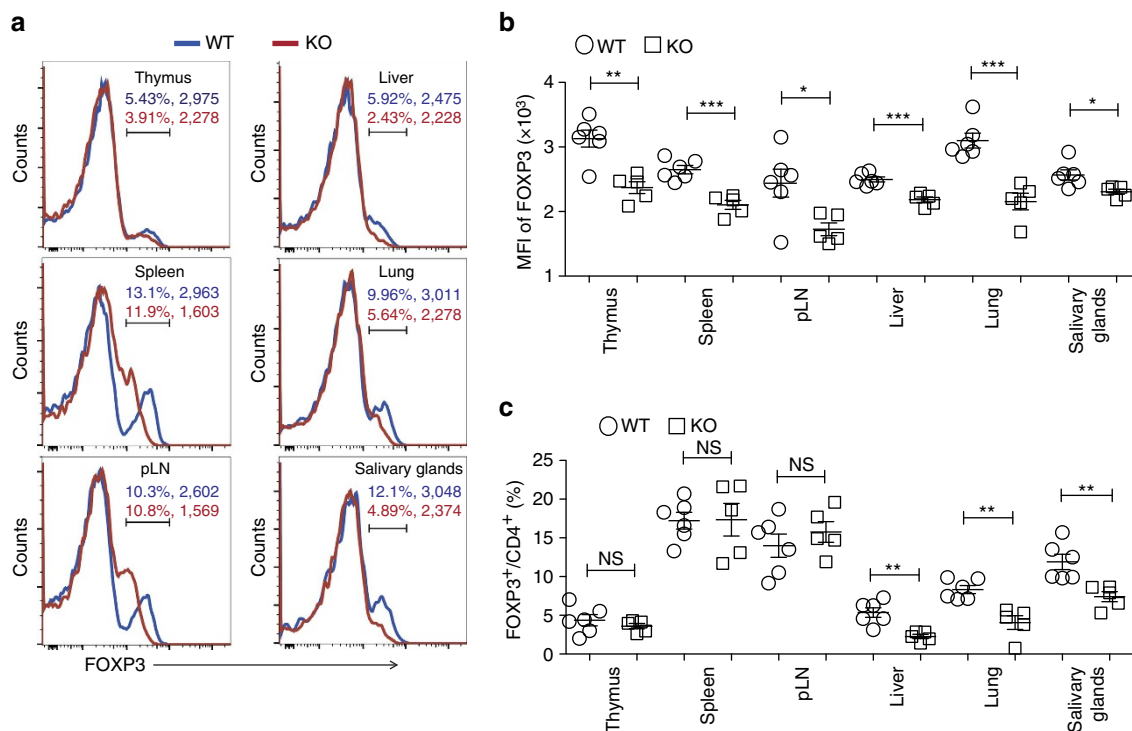 a
WT KO
Thymus
5.43%, 2,975
3.91%, 2,278
Counts
Liver
5.92%, 2,475
2.43%, 2,228
Counts
Spleen
13.1%, 2,963
11.9%, 1,603
Counts
Lung
9.96%, 3,011
5.64%, 2,278
Counts
pLN
10.3%, 2,602
10.8%, 1,569
Counts
Salivary glands
12.1%, 3,048
4.89%, 2,374
Counts
FOXP3
b
WT KO
MFI of FOXP3 (×10³)
4
3
2
1
** *** * *** *** *
Thymus
Spleen
pLN
Liver
Lung
Salivary
glands
c
WT KO
FOXP3⁺/CD4⁺ (%)
25
20
15
10
5
0
NS NS NS ** ** **
Thymus
Spleen
pLN
Liver
Lung
Salivary
glands